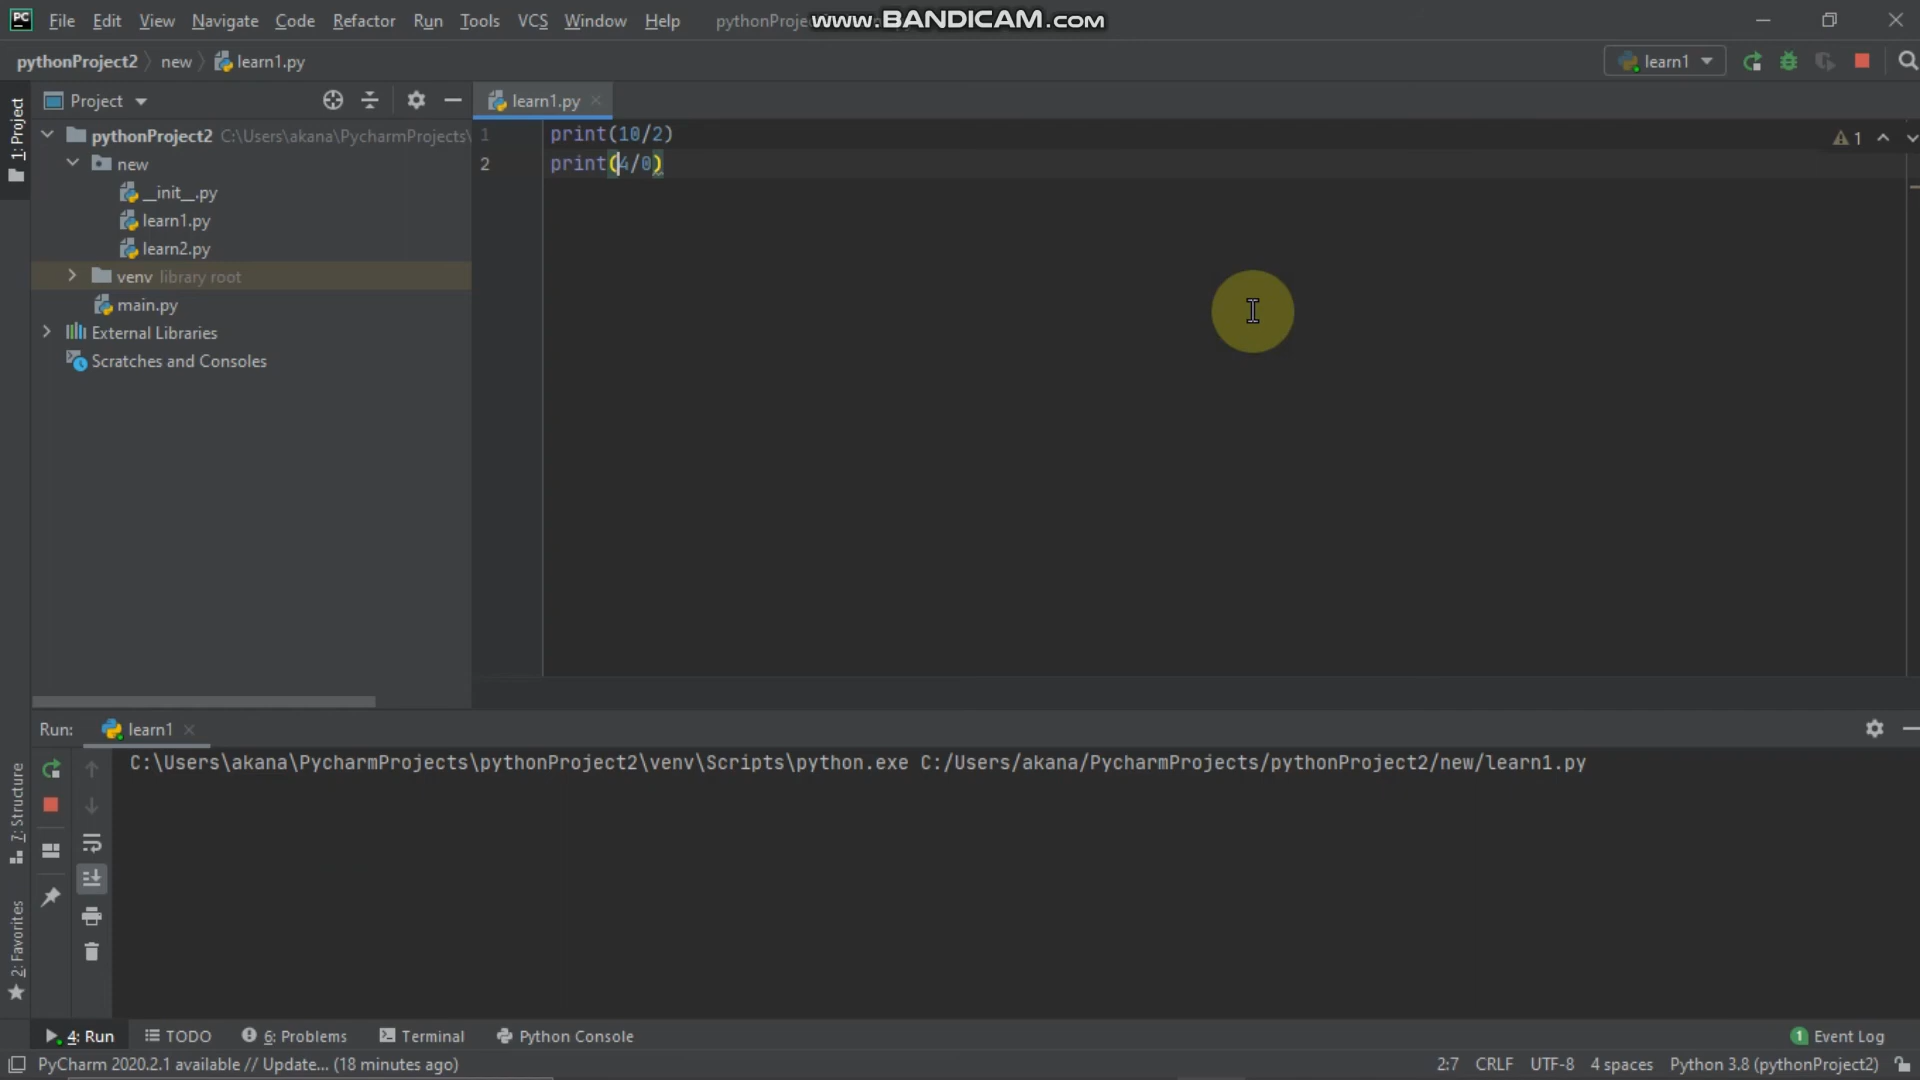 PC File Edit View Navigate Code Refactor Run Tools VCS Window Help
www.BANDICAM.com
pythonProject2 new learn1.py learn1
1: Project
Project
learn1.py
pythonProject2 C:\Users\akana\PycharmProjects\
new
__init__.py
learn1.py
learn2.py
venv library root
main.py
External Libraries
Scratches and Consoles
1 print(10/2)
2 print(4/0)
1
Run: learn1
C:\Users\akana\PycharmProjects\pythonProject2\venv\Scripts\python.exe C:/Users/akana/PycharmProjects/pythonProject2/new/learn1.py
7: Structure
2: Favorites
4: Run TODO 6: Problems Terminal Python Console 1 Event Log
PyCharm 2020.2.1 available // Update... (18 minutes ago) 2:7 CRLF UTF-8 4 spaces Python 3.8 (pythonProject2)